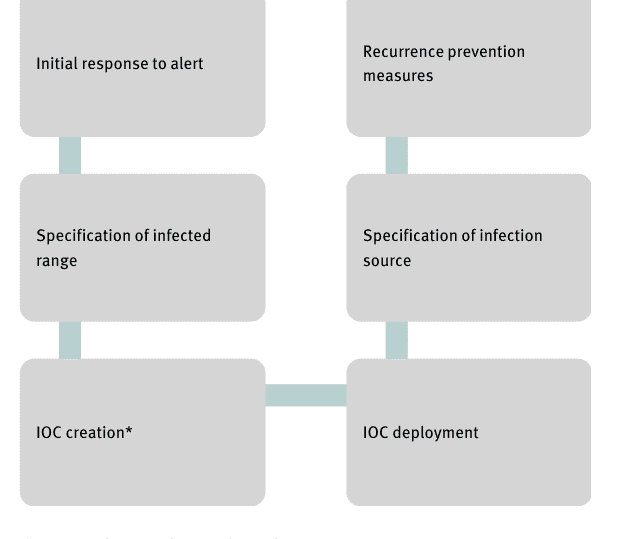 Initial response to alert
Specification of infected
range
IOC creation*
IOC deployment
Specification of infection
source
Recurrence prevention
measures